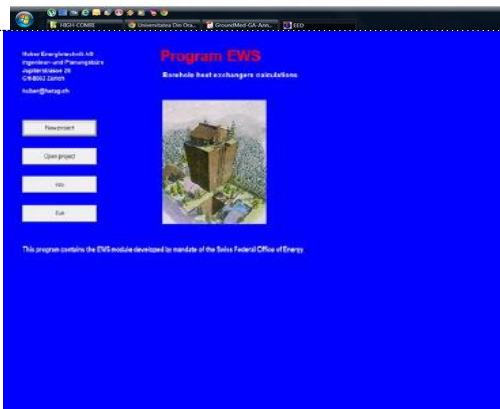 HIGH-COMBI
Universitatea Din Ora...
GroundMed-GA-Ann...
EED
Huber Energietechnik AG
Ingenieur- und Planungsbüro
Jupiterstrasse 26
CH-8032 Zürich
huber@hetag.ch
Program EWS
Borehole heat exchangers calculations
New project
Open project
Info
Exit
This program contains the EWS module developed by mandate of the Swiss Federal Office of Energy